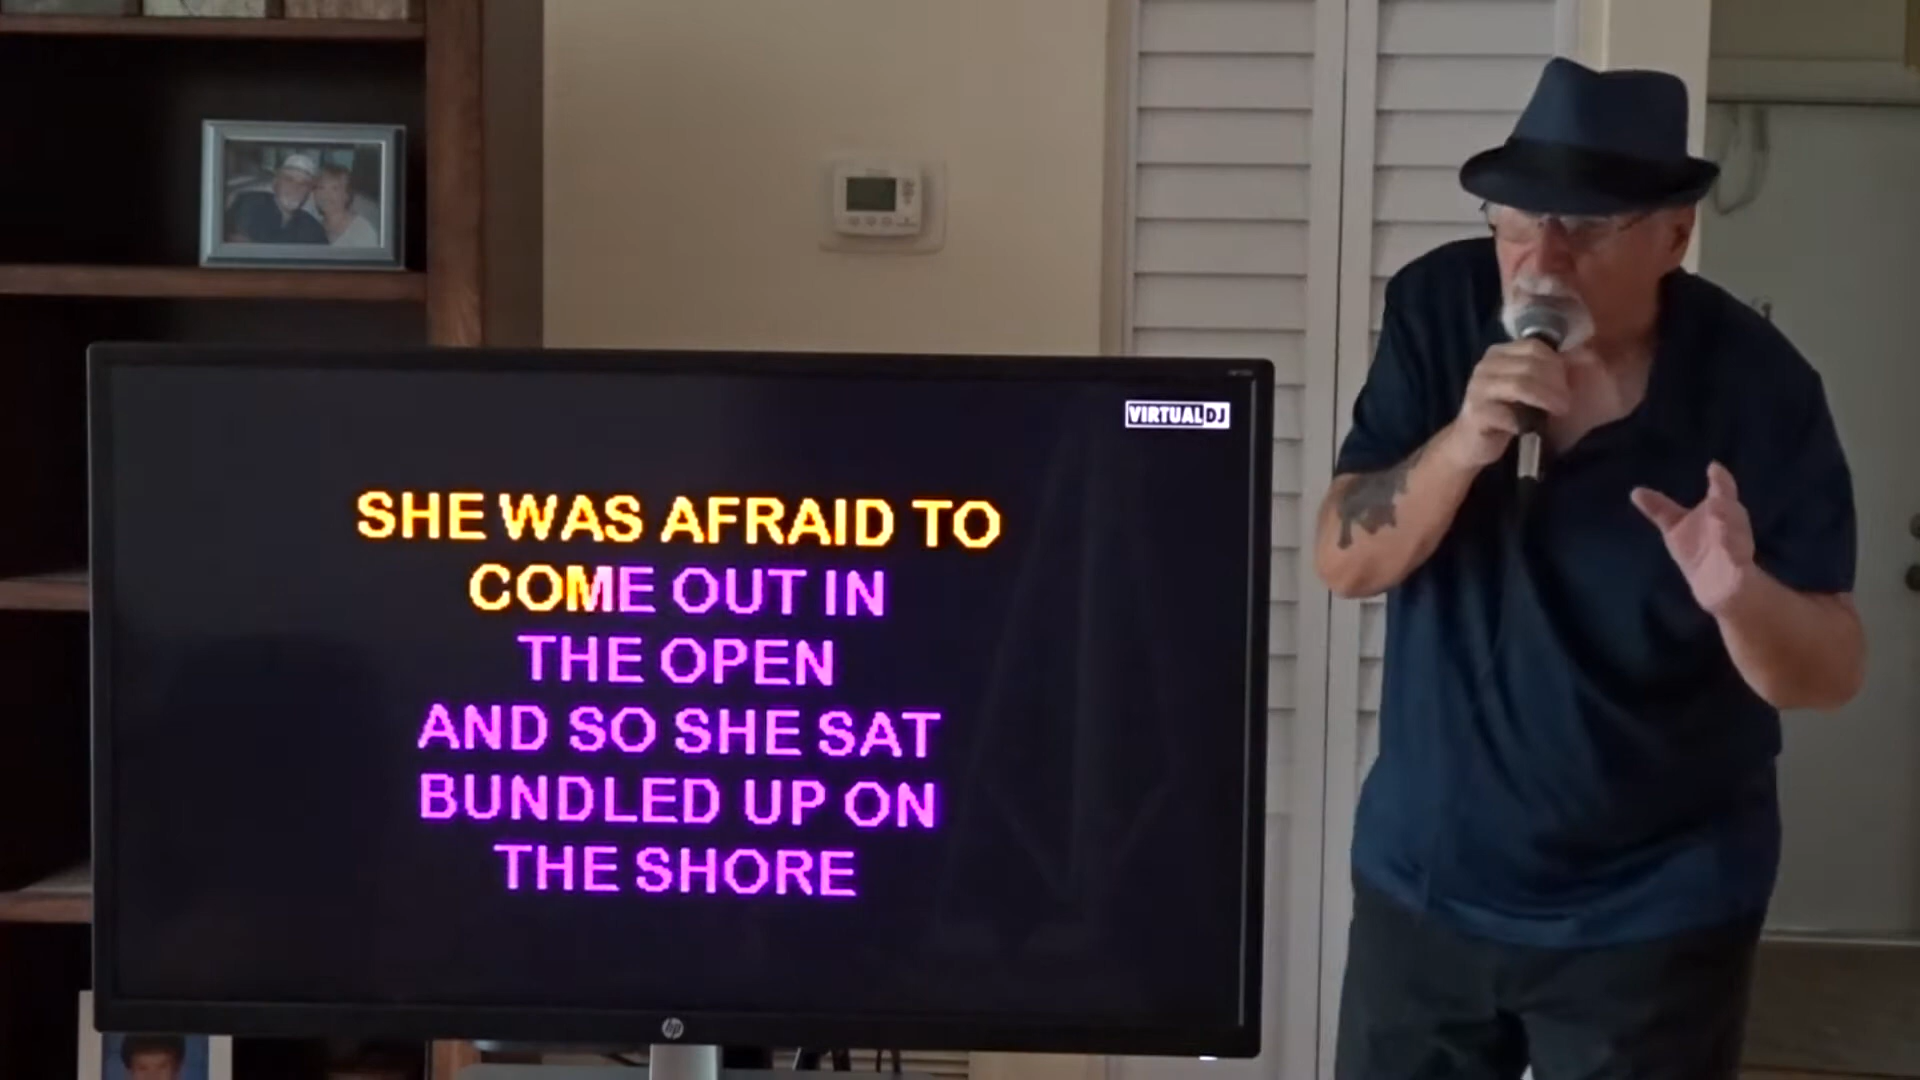 VIRTUALDJ
SHE WAS AFRAID TO
COME OUT IN
THE OPEN
AND SO SHE SAT
BUNDLED UP ON
THE SHORE
hp